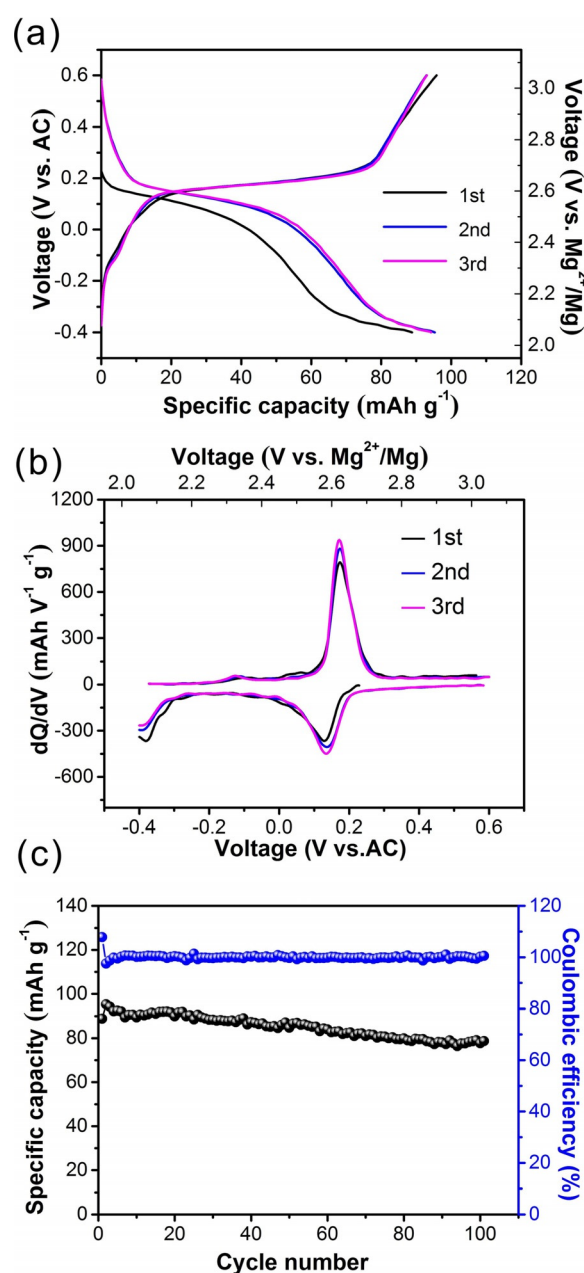 (a)
0.6
0.4
0.2
0.0
-0.2
-0.4
Voltage (V vs. AC)
3.0
2.8
2.6
2.4
2.2
2.0
Voltage (V vs. Mg²⁺/Mg)
1st
2nd
3rd
0 20 40 60 80 100 120
Specific capacity (mAh g⁻¹)
(b)
Voltage (V vs. Mg²⁺/Mg)
2.0 2.2 2.4 2.6 2.8 3.0
1200
900
600
300
0
-300
-600
dQ/dV (mAh V⁻¹ g⁻¹)
1st
2nd
3rd
-0.4 -0.2 0.0 0.2 0.4 0.6
Voltage (V vs.AC)
(c)
140
120
100
80
60
40
20
0
Specific capacity (mAh g⁻¹)
120
100
80
60
40
20
0
Coulombic efficiency (%)
0 20 40 60 80 100
Cycle number